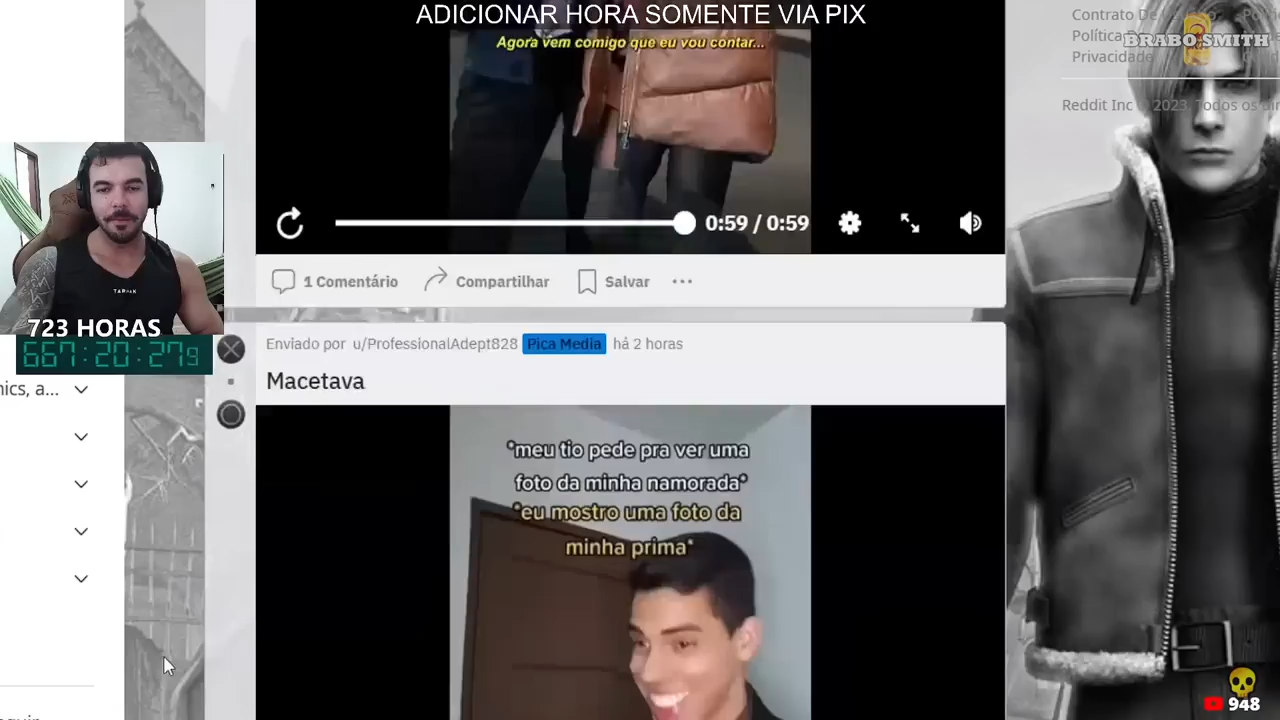 ADICIONAR HORA SOMENTE VIA PIX
Agora vem comigo que eu vou contar...
Contrato De
Política
Privacidade
BRABO SMITH
Reddit Inc © 2023. Todos os
0:59 / 0:59
1 Comentário
Compartilhar
Salvar
TARMAK
723 HORAS
667:20:279
Enviado por u/ProfessionalAdept828 Pica Media há 2 horas
Macetava
nics, a...
*meu tio pede pra ver uma
foto da minha namorada*
*eu mostro uma foto da
minha prima*
948